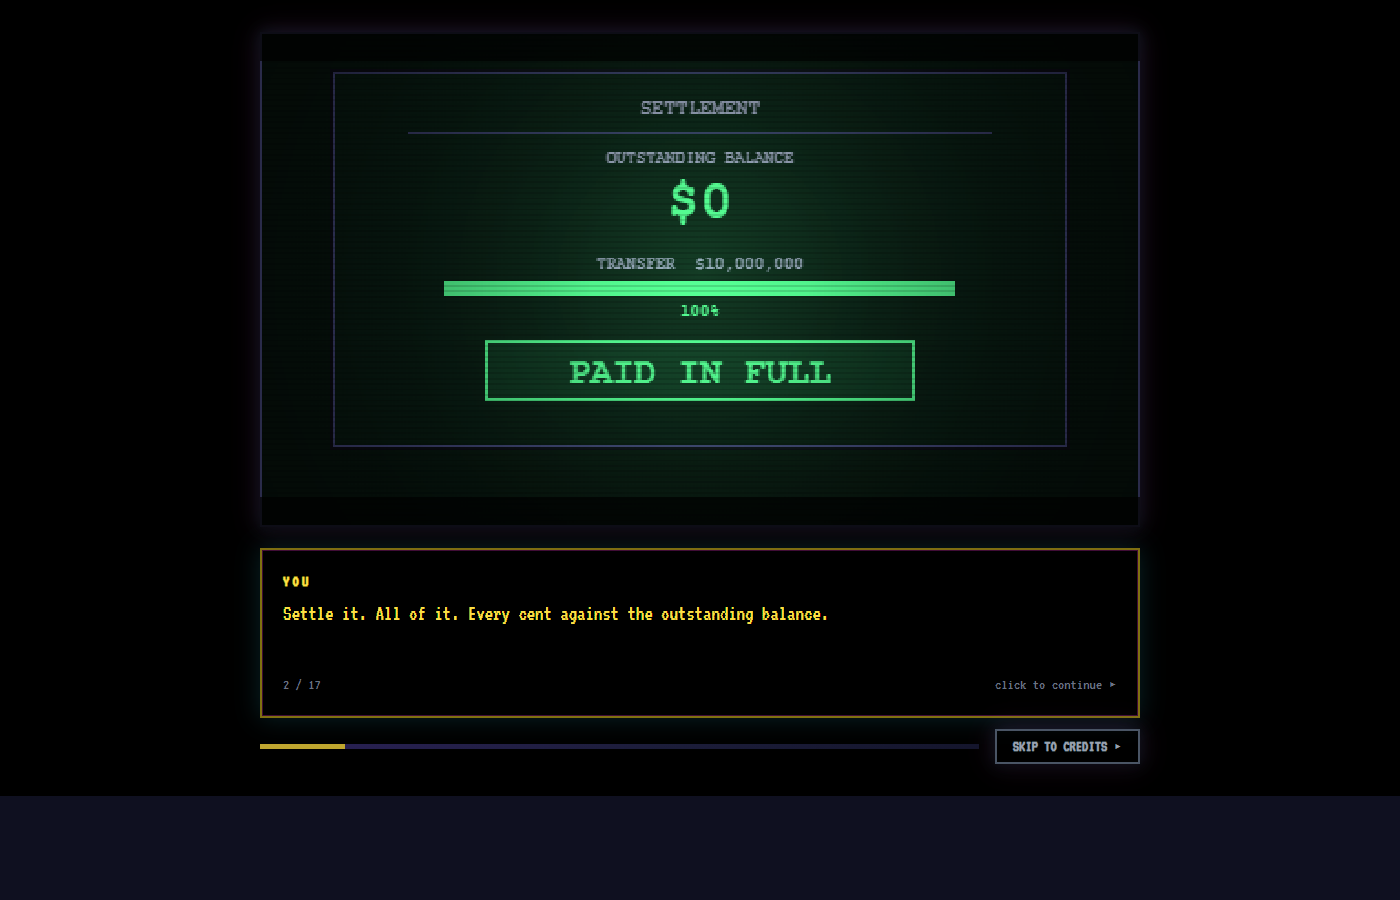 SETTLEMENT
OUTSTANDING BALANCE
$0
TRANSFER $10,000,000
100%
PAID IN FULL
YOU
Settle it. All of it. Every cent against the outstanding balance.
2 / 17
click to continue ▸
SKIP TO CREDITS ▸